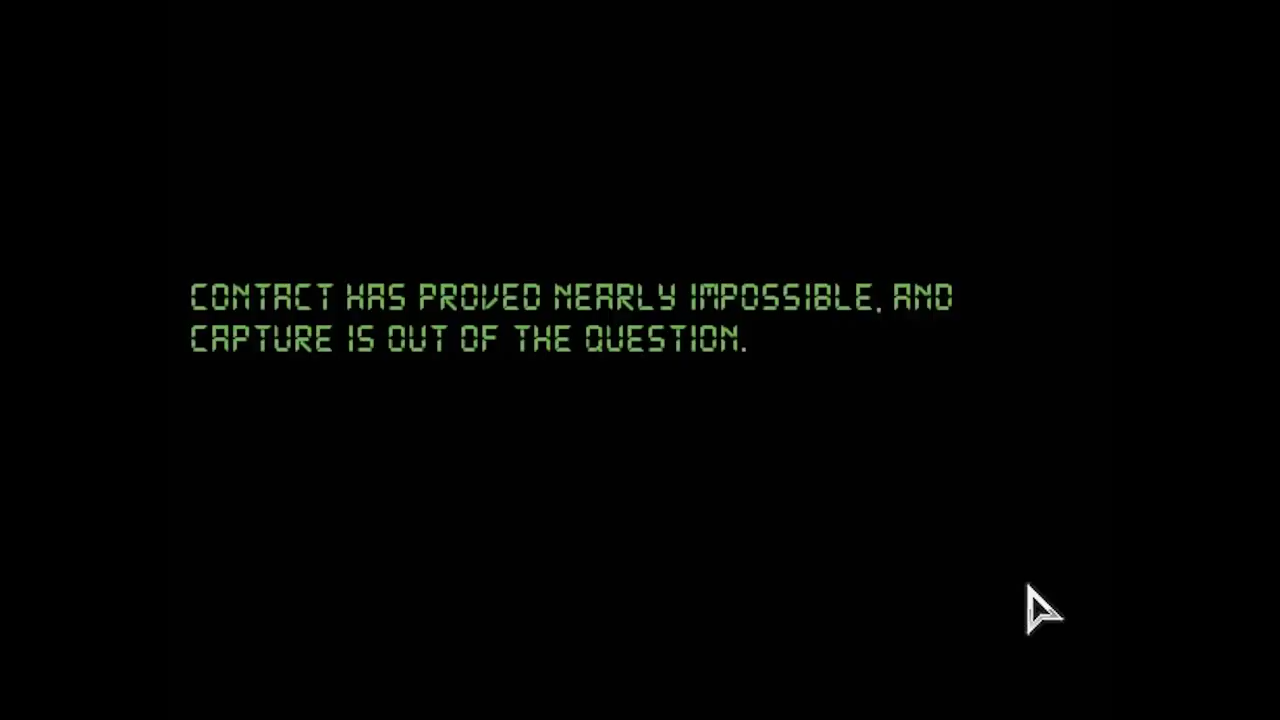 CONTACT HAS PROVED NEARLY IMPOSSIBLE, AND
CAPTURE IS OUT OF THE QUESTION.